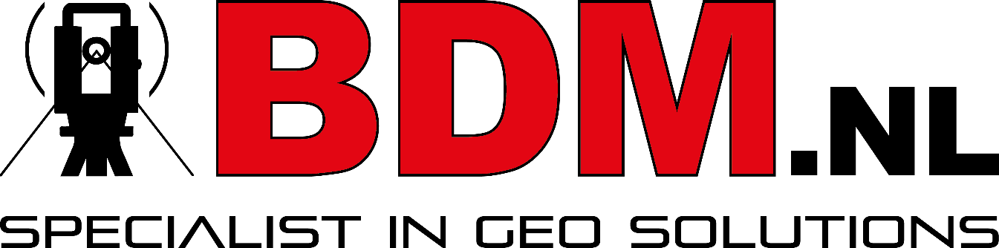 BDM.NL
SPECIALIST IN GEO SOLUTIONS